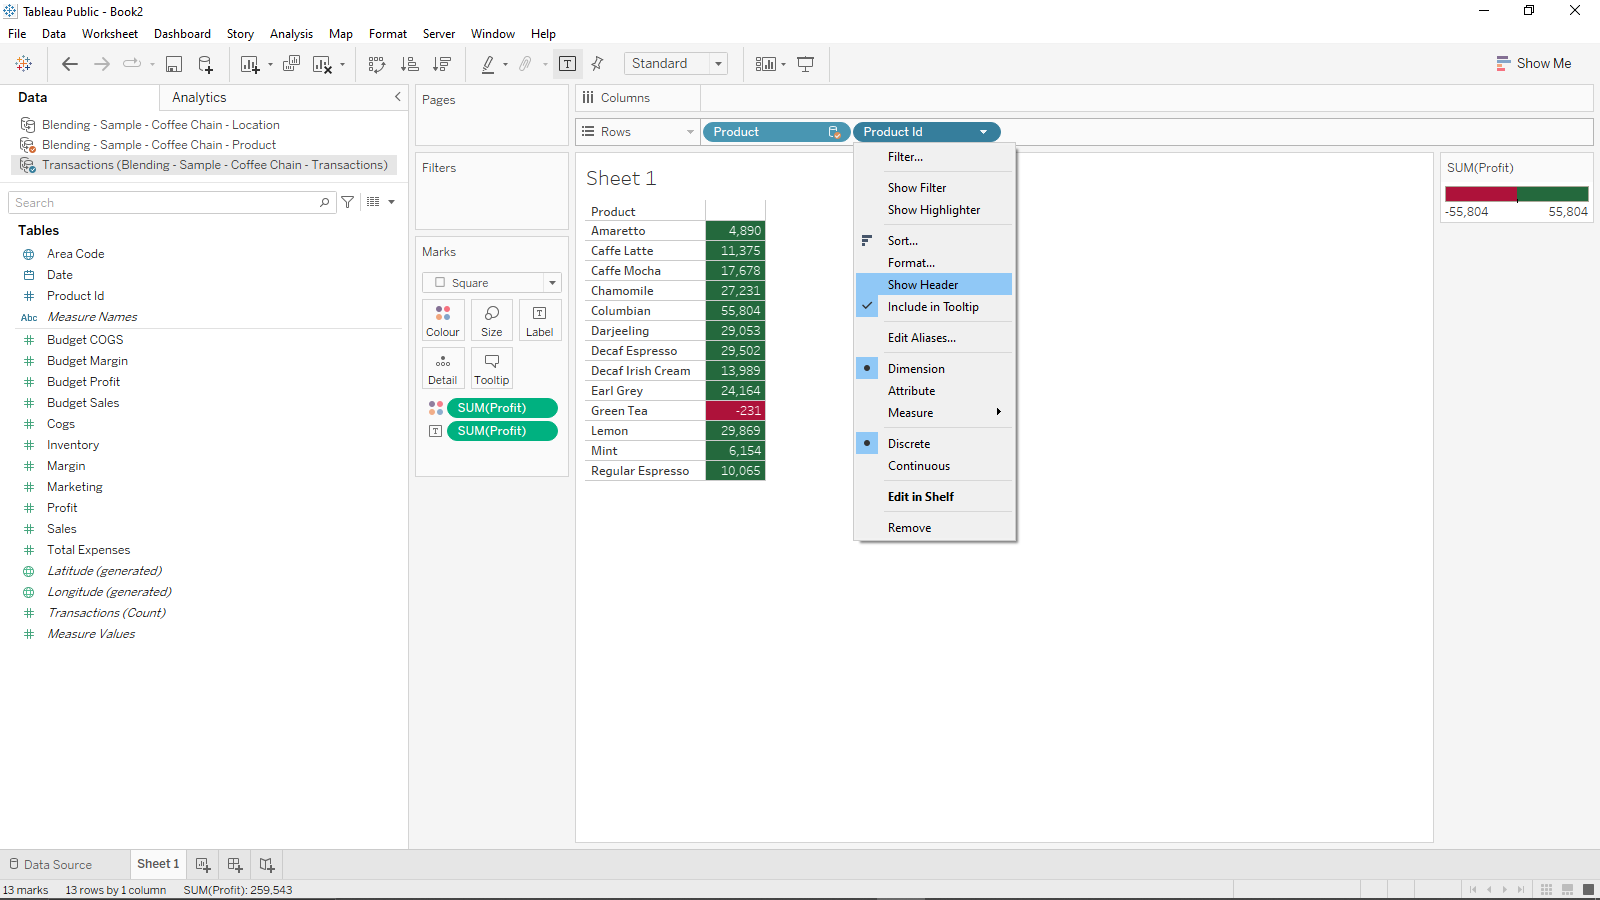 Tableau Public - Book2
File Data Worksheet Dashboard Story Analysis Map Format Server Window Help
Standard
Show Me
Data
Analytics
Blending - Sample - Coffee Chain - Location
Blending - Sample - Coffee Chain - Product
Transactions (Blending - Sample - Coffee Chain - Transactions)
Search
Tables
Area Code
Date
Product Id
Abc Measure Names
Budget COGS
Budget Margin
Budget Profit
Budget Sales
Cogs
Inventory
Margin
Marketing
Profit
Sales
Total Expenses
Latitude (generated)
Longitude (generated)
Transactions (Count)
Measure Values
Pages
Filters
Marks
Square
Colour Size Label
Detail Tooltip
SUM(Profit)
SUM(Profit)
Columns
Rows Product Product Id
Sheet 1
Product
Amaretto 4,890
Caffe Latte 11,375
Caffe Mocha 17,678
Chamomile 27,231
Columbian 55,804
Darjeeling 29,053
Decaf Espresso 29,502
Decaf Irish Cream 13,989
Earl Grey 24,164
Green Tea -231
Lemon 29,869
Mint 6,154
Regular Espresso 10,065
Filter...
Show Filter
Show Highlighter
Sort...
Format...
Show Header
Include in Tooltip
Edit Aliases...
Dimension
Attribute
Measure
Discrete
Continuous
Edit in Shelf
Remove
SUM(Profit)
-55,804 55,804
Data Source Sheet 1
13 marks 13 rows by 1 column SUM(Profit): 259,543